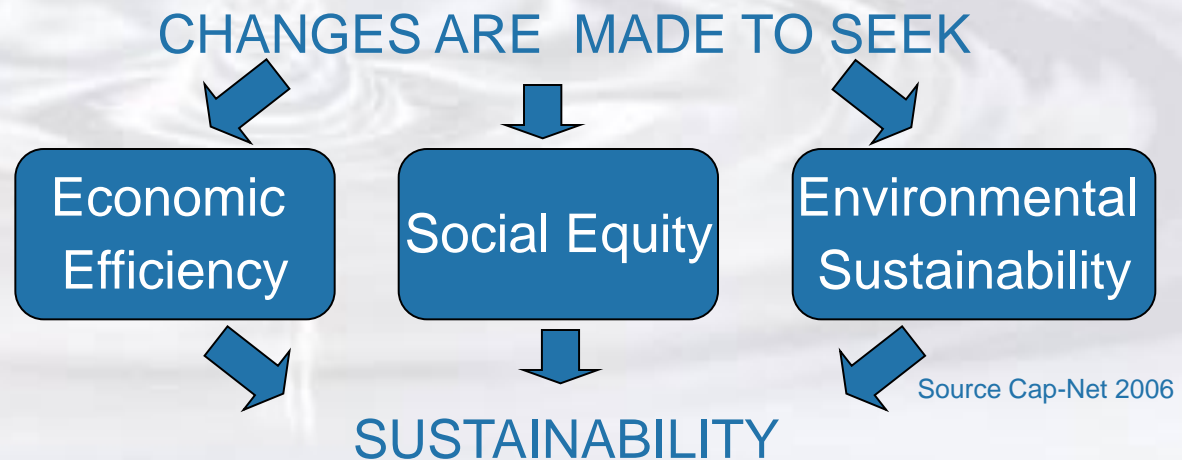 CHANGES ARE MADE TO SEEK
Economic
Efficiency
Social Equity
Environmental
Sustainability
Source Cap-Net 2006
SUSTAINABILITY